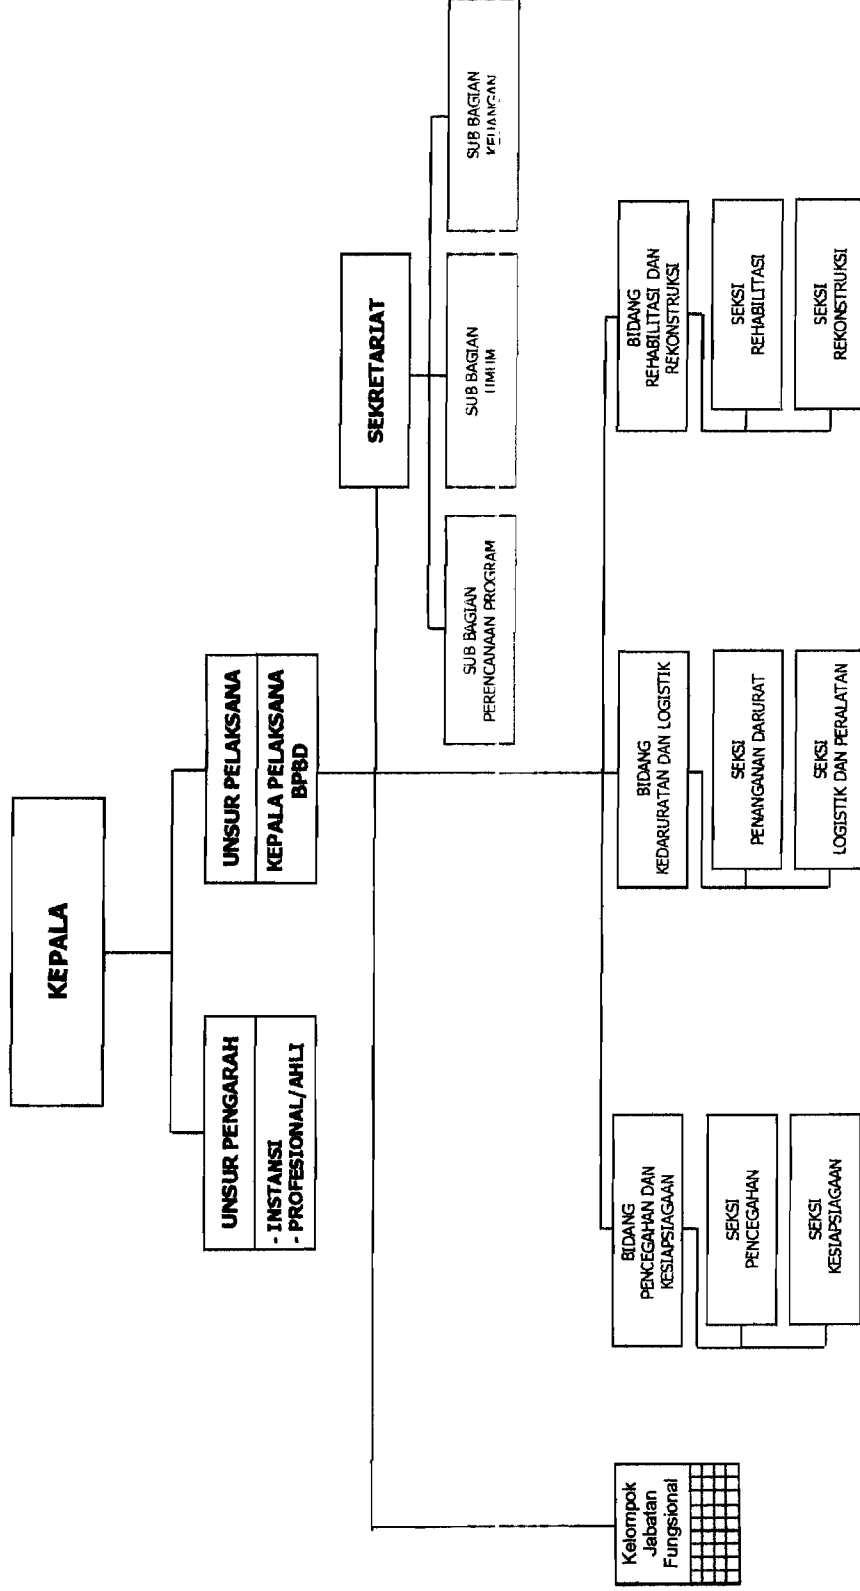 KEPALA
UNSUR PENGARAH
- INSTANSI
- PROFESIONAL/AHLI
UNSUR PELAKSANA
KEPALA PELAKSANA
BPBD
SEKRETARIAT
SUB BAGIAN
PERENCANAAN PROGRAM
SUB BAGIAN
UMUM
SUB BAGIAN
KEUANGAN
Kelompok
Jabatan
Fungsional
BIDANG
PENCEGAHAN DAN
KESIAPSIAGAAN
SEKSI
PENCEGAHAN
SEKSI
KESIAPSIAGAAN
BIDANG
KEDARURATAN DAN LOGISTIK
SEKSI
PENANGANAN DARURAT
SEKSI
LOGISTIK DAN PERALATAN
BIDANG
REHABILITASI DAN
REKONSTRUKSI
SEKSI
REHABILITASI
SEKSI
REKONSTRUKSI